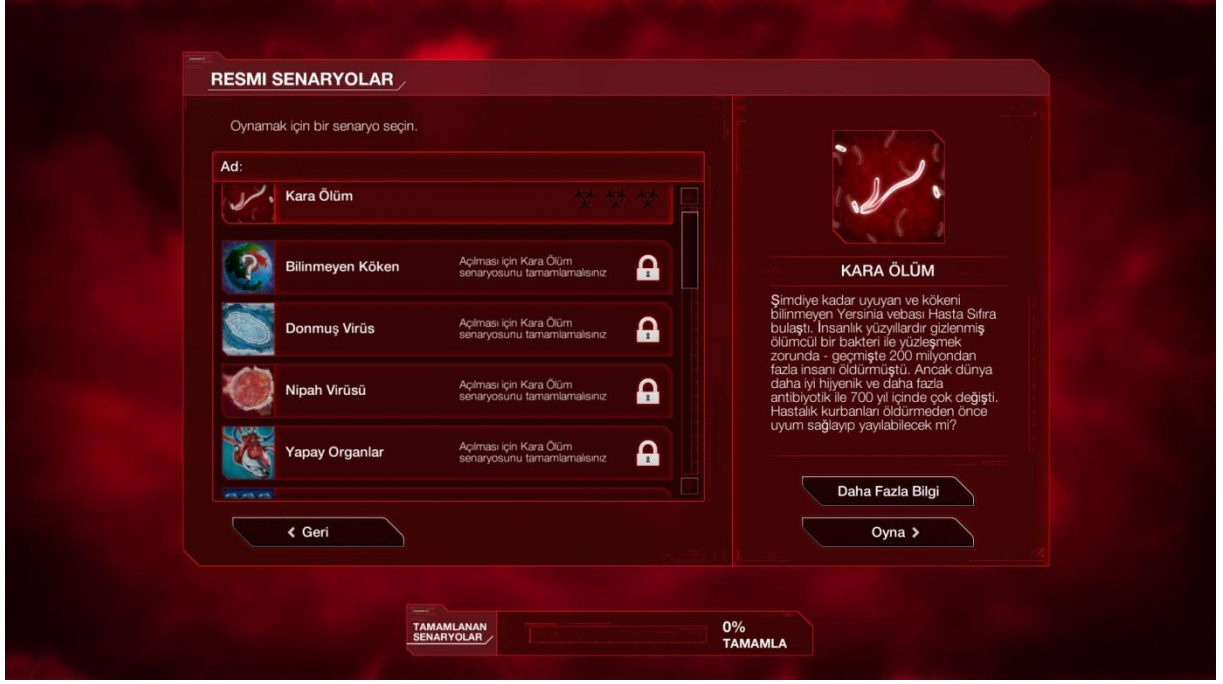 RESMI SENARYOLAR
Oynamak için bir senaryo seçin.
Ad:
Kara Ölüm
Bilinmeyen Köken
Açılması için Kara Ölüm
senaryosunu tamamlamalısınız
Donmuş Virüs
Açılması için Kara Ölüm
senaryosunu tamamlamalısınız
Nipah Virüsü
Açılması için Kara Ölüm
senaryosunu tamamlamalısınız
Yapay Organlar
Açılması için Kara Ölüm
senaryosunu tamamlamalısınız
Geri
KARA ÖLÜM
Şimdiye kadar uyuyan ve kökeni
bilinmeyen Yersinia vebası Hasta Sıfıra
bulaştı. İnsanlık yüzyıllardır gizlenmiş
ölümcül bir bakteri ile yüzleşmek
zorunda - geçmişte 200 milyondan
fazla insanı öldürmüştü. Ancak dünya
daha iyi hijyenik ve daha fazla
antibiyotik ile 700 yıl içinde çok değişti.
Hastalık kurbanları öldürmeden önce
uyum sağlayıp yayılabilecek mi?
Daha Fazla Bilgi
Oyna
TAMAMLANAN
SENARYOLAR
0%
TAMAMLA